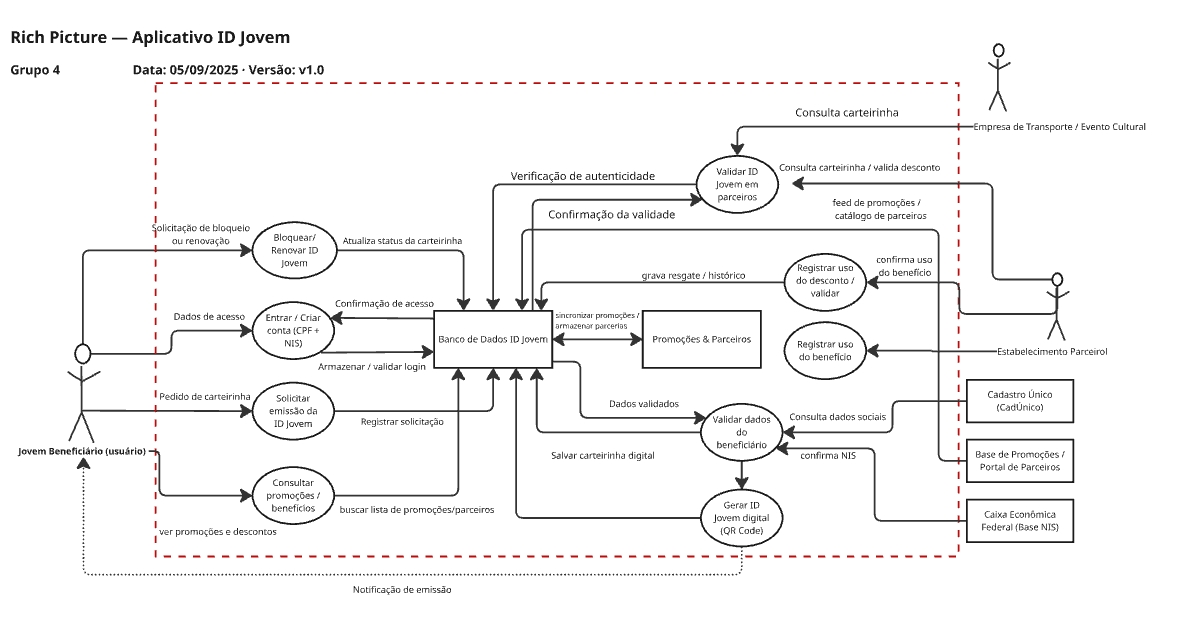 Rich Picture — Aplicativo ID Jovem
Grupo 4
Data: 05/09/2025 · Versão: v1.0
Consulta carteirinha
Empresa de Transporte / Evento Cultural
Validar ID
Jovem em
parceiros
Consulta carteirinha / valida desconto
Verificação de autenticidade
Confirmação da validade
feed de promoções /
catálogo de parceiros
Solicitação de bloqueio
ou renovação
Bloquear/
Renovar ID
Jovem
Atualiza status da carteirinha
grava resgate / histórico
Registrar uso
do desconto /
validar
confirma uso
do benefício
Dados de acesso
Entrar / Criar
conta (CPF +
NIS)
Confirmação de acesso
Armazenar / validar login
Banco de Dados ID Jovem
sincronizar promoções /
armazenar parcerias
Promoções & Parceiros
Registrar uso
do benefício
Estabelecimento Parceirol
Pedido de carteirinha
Solicitar
emissão da
ID Jovem
Registrar solicitação
Dados validados
Validar dados
do
beneficiário
Consulta dados sociais
Cadastro Único
(CadÚnico)
Jovem Beneficiário (usuário)
Salvar carteirinha digital
confirma NIS
Base de Promoções /
Portal de Parceiros
Consultar
promoções /
benefícios
buscar lista de promoções/parceiros
ver promoções e descontos
Gerar ID
Jovem digital
(QR Code)
Caixa Econômica
Federal (Base NIS)
Notificação de emissão